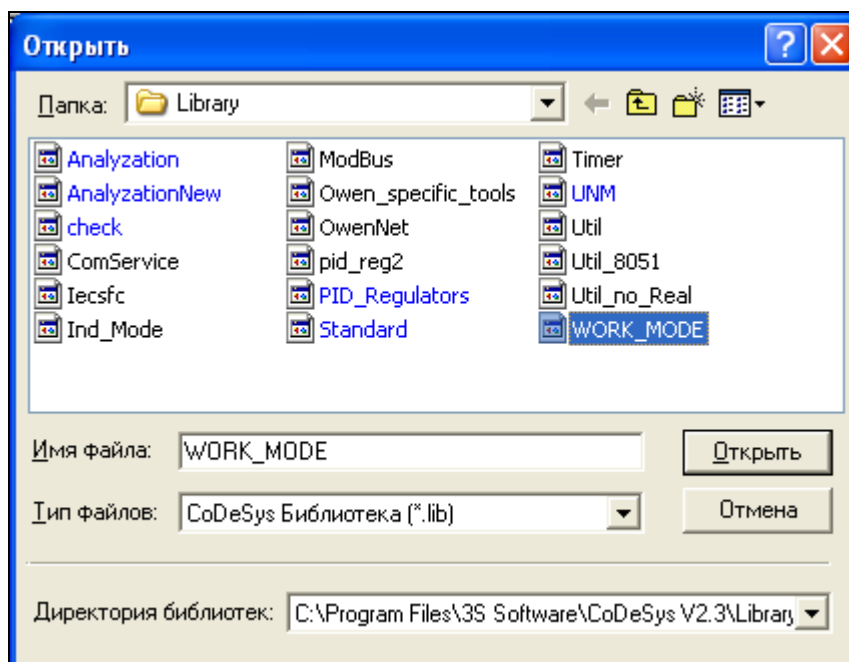 Открыть
Папка: Library
Analyzation ModBus Timer
AnalyzationNew Owen_specific_tools UNM
check OwenNet Util
ComService pid_reg2 Util_8051
Iecsfc PID_Regulators Util_no_Real
Ind_Mode Standard WORK_MODE
Имя файла: WORK_MODE Открыть
Тип файлов: CoDeSys Библиотека (*.lib) Отмена
Директория библиотек: C:\Program Files\3S Software\CoDeSys V2.3\Library